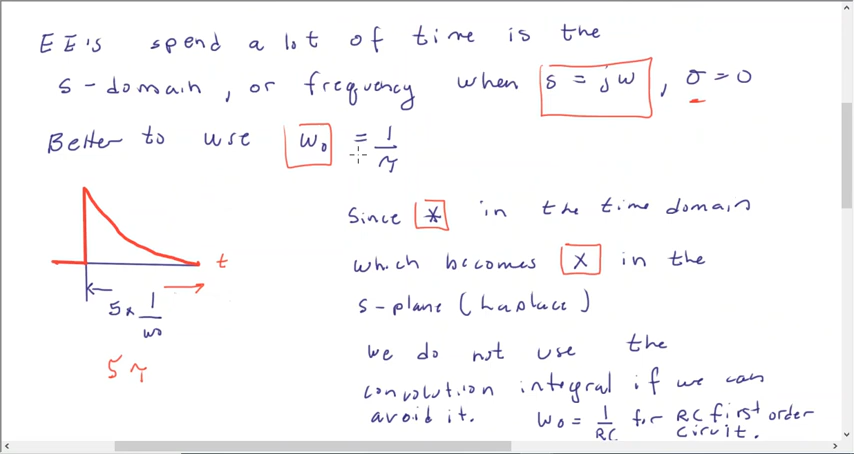 EE's spend a lot of time is the
s-domain, or frequency when s = jω, σ = 0
Better to use ω₀ = 1/τ
Since * in the time domain
which becomes X in the
s-plane (Laplace)
we do not use the
convolution integral if we can
avoid it. ω₀ = 1/RC for RC first order
circuit.
t
5 × 1/ω₀
5 τ